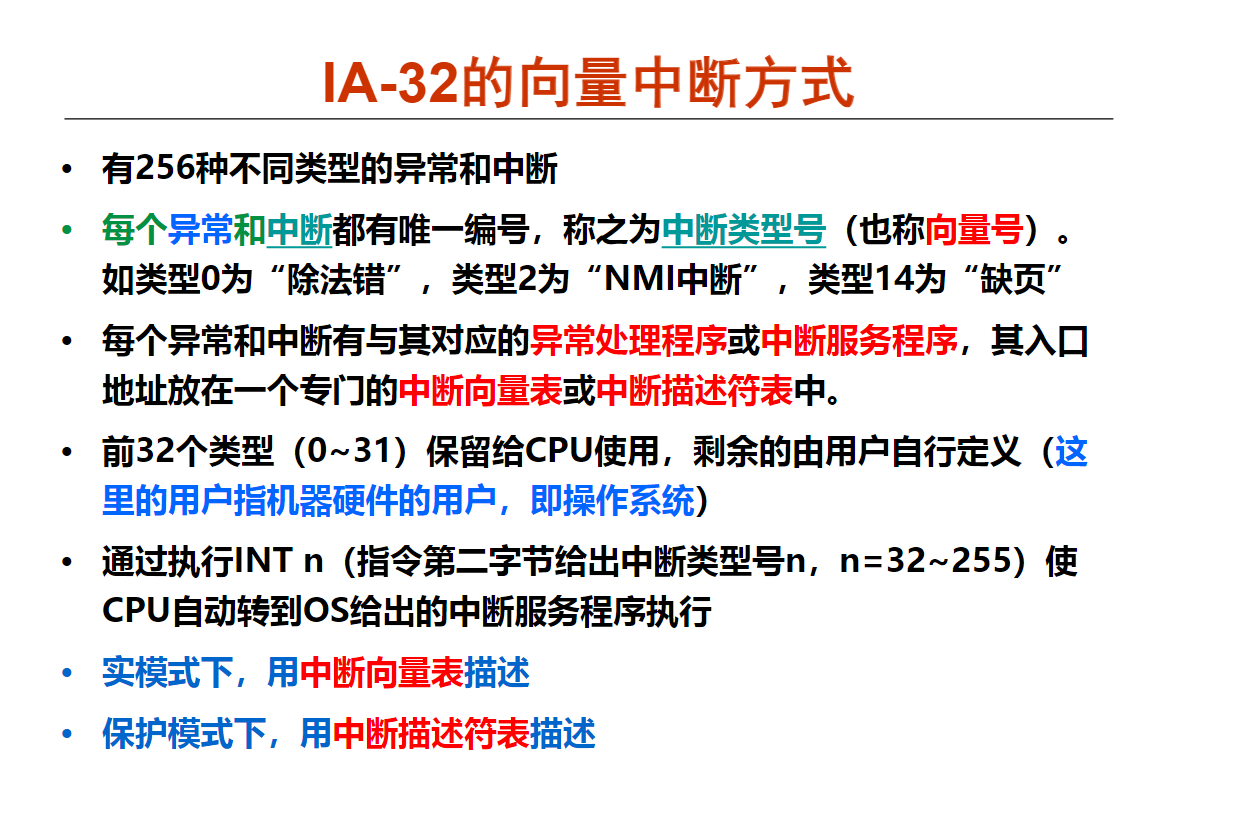 IA-32的向量中断方式
• 有256种不同类型的异常和中断
• 每个异常和中断都有唯一编号，称之为中断类型号（也称向量号）。
如类型0为“除法错”，类型2为“NMI中断”，类型14为“缺页”
• 每个异常和中断有与其对应的异常处理程序或中断服务程序，其入口
地址放在一个专门的中断向量表或中断描述符表中。
• 前32个类型（0~31）保留给CPU使用，剩余的由用户自行定义（这
里的用户指机器硬件的用户，即操作系统）
• 通过执行INT n（指令第二字节给出中断类型号n，n=32~255）使
CPU自动转到OS给出的中断服务程序执行
• 实模式下，用中断向量表描述
• 保护模式下，用中断描述符表描述